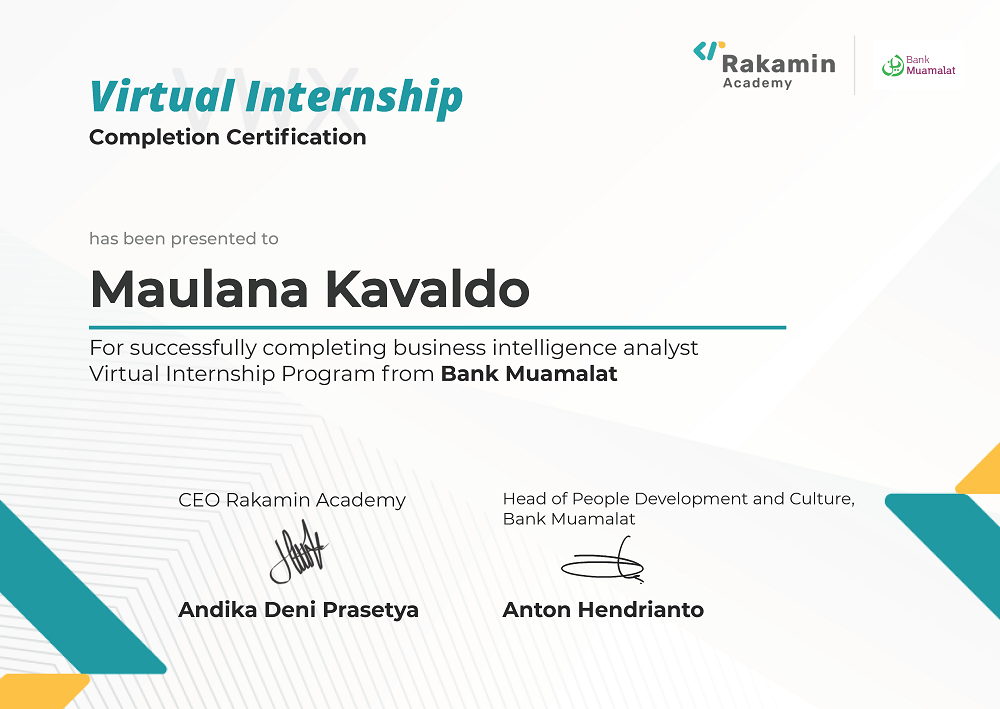 Rakamin
Academy
Bank
Muamalat
VWX
Virtual Internship
Completion Certification
has been presented to
Maulana Kavaldo
For successfully completing business intelligence analyst
Virtual Internship Program from Bank Muamalat
CEO Rakamin Academy
Andika Deni Prasetya
Head of People Development and Culture,
Bank Muamalat
Anton Hendrianto